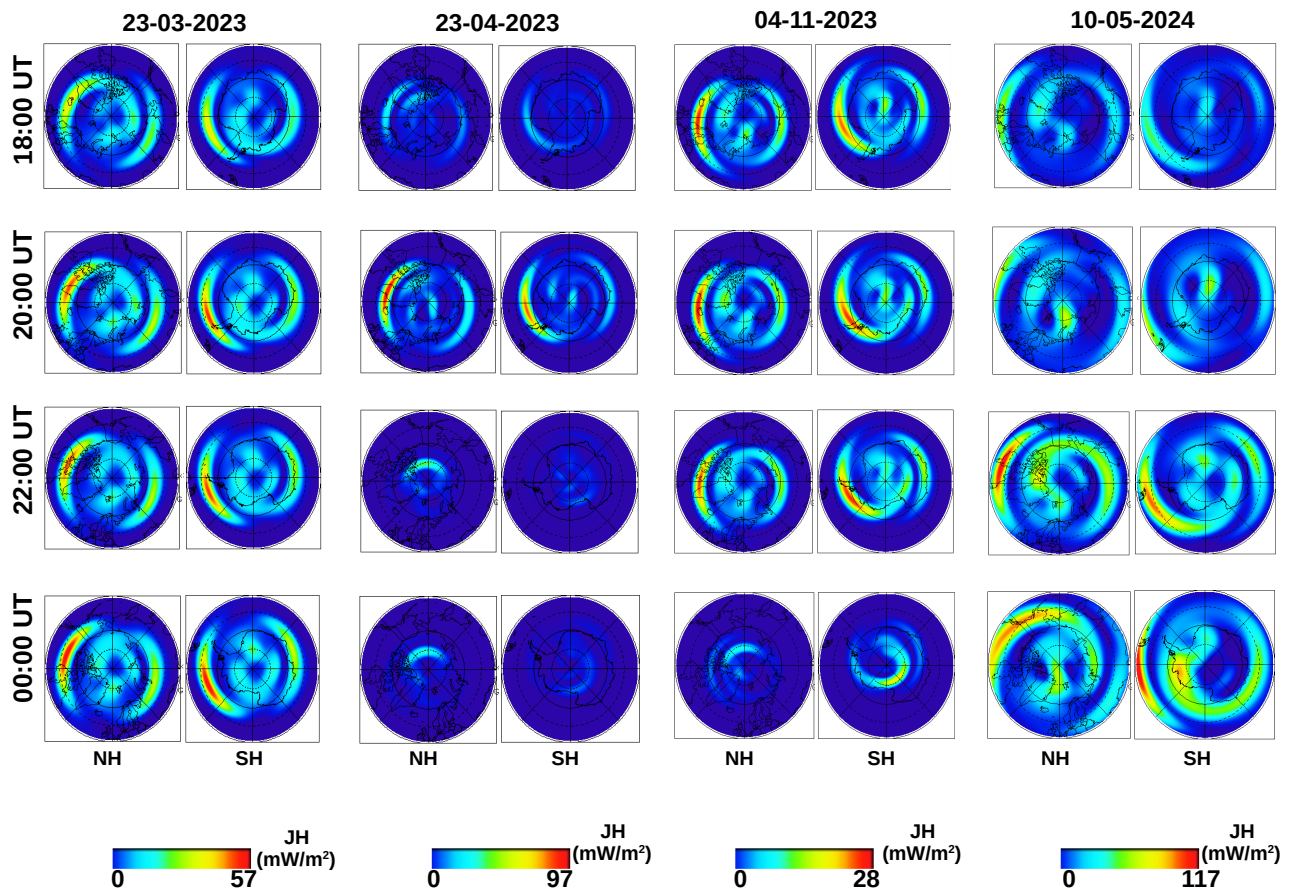 23-03-2023 23-04-2023 04-11-2023 10-05-2024
18:00 UT
20:00 UT
22:00 UT
00:00 UT
NH SH NH SH NH SH NH SH
JH JH JH JH
(mW/m²) (mW/m²) (mW/m²) (mW/m²)
0 57 0 97 0 28 0 117